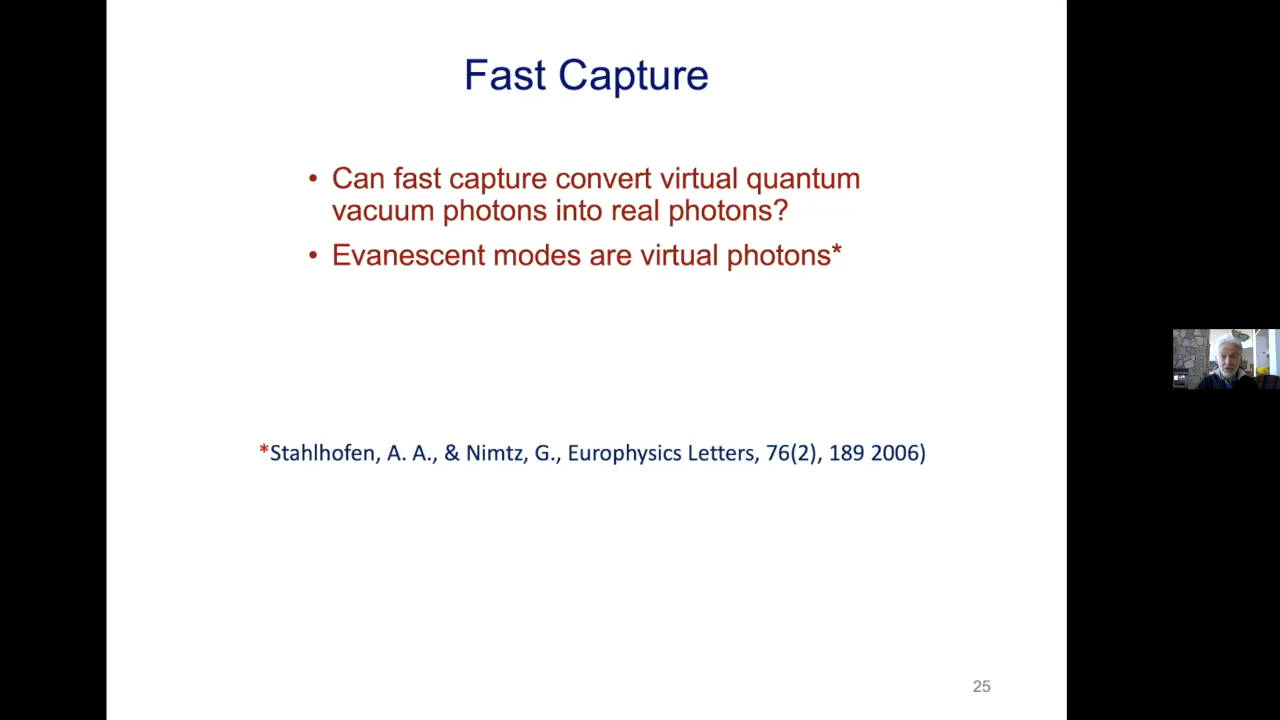 Fast Capture
• Can fast capture convert virtual quantum
vacuum photons into real photons?
• Evanescent modes are virtual photons*
*Stahlhofen, A. A., & Nimtz, G., Europhysics Letters, 76(2), 189 2006)
25